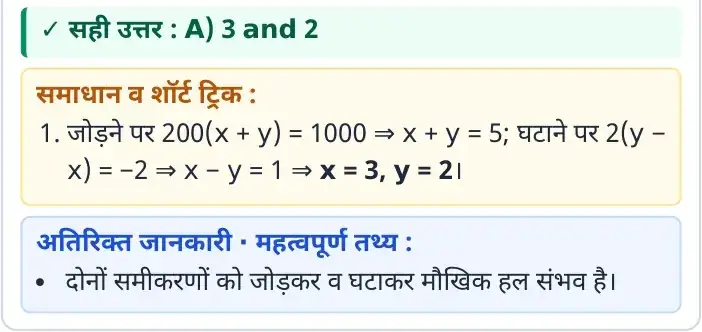 ✓ सही उत्तर : A) 3 and 2
समाधान व शॉर्ट ट्रिक :
1. जोड़ने पर 200(x + y) = 1000 ⇒ x + y = 5; घटाने पर 2(y −
x) = −2 ⇒ x − y = 1 ⇒ x = 3, y = 2।
अतिरिक्त जानकारी · महत्वपूर्ण तथ्य :
• दोनों समीकरणों को जोड़कर व घटाकर मौखिक हल संभव है।